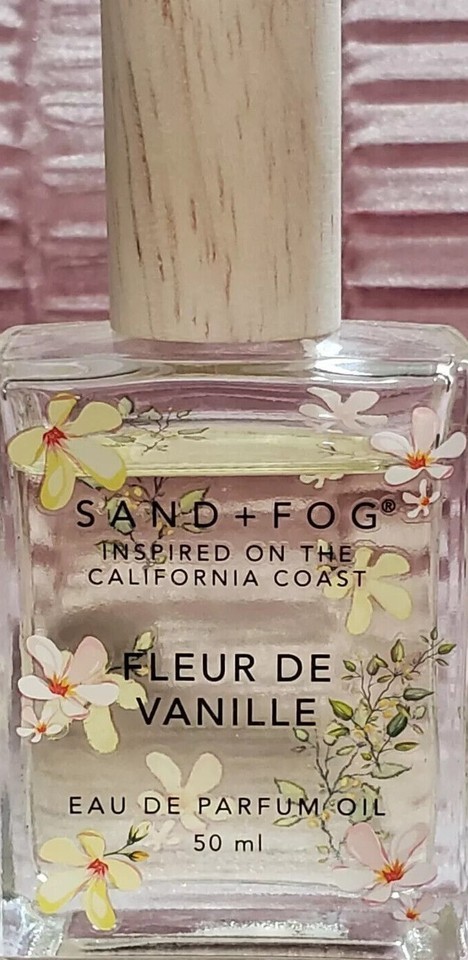 SAND + FOG®
INSPIRED ON THE
CALIFORNIA COAST
FLEUR DE
VANILLE
EAU DE PARFUM OIL
50 ml